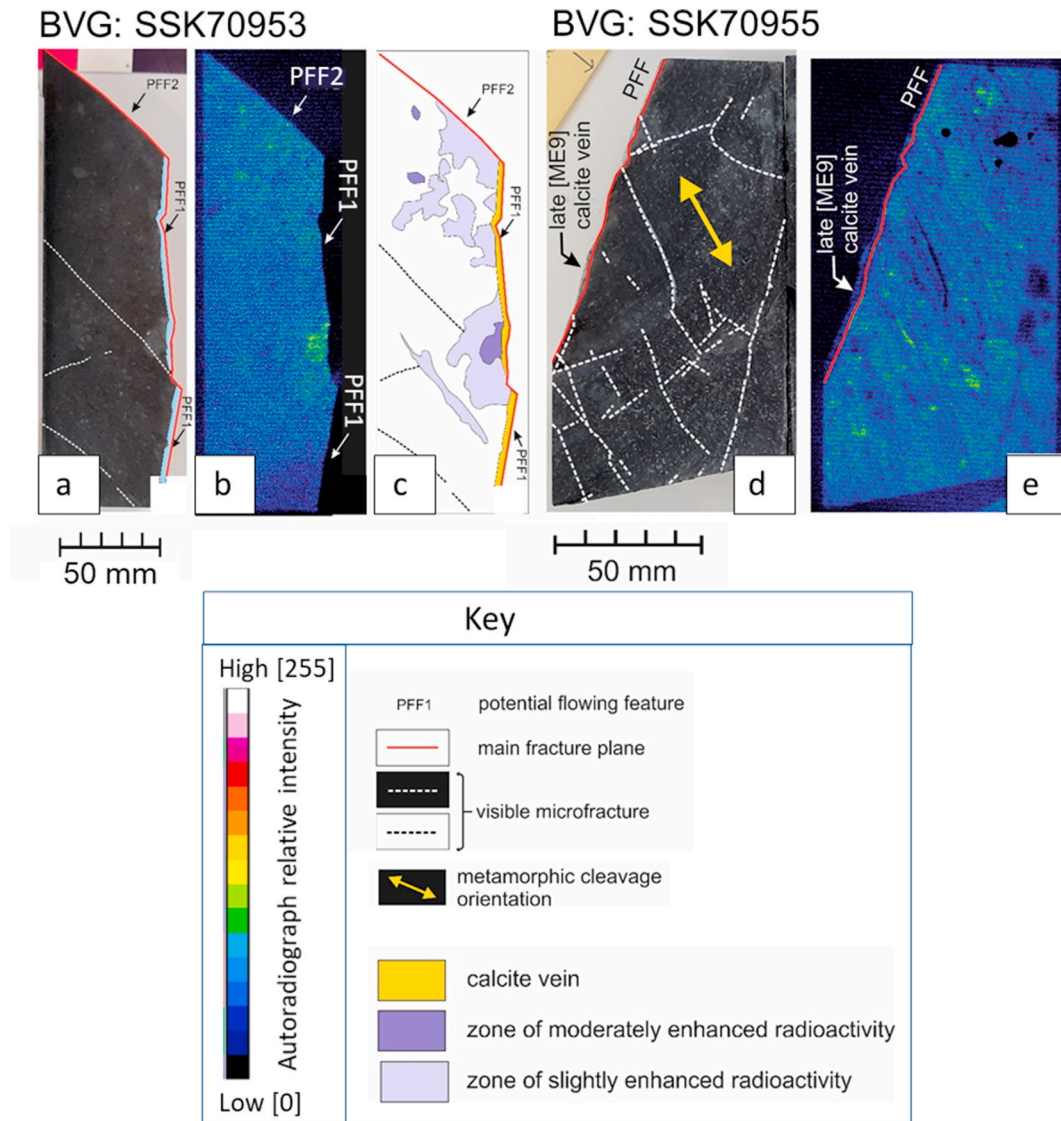 BVG: SSK70953
BVG: SSK70955
PFF2
PFF1
PFF1
a
PFF2
PFF1
PFF1
b
PFF2
PFF1
PFF1
c
PFF
late [ME9]
calcite vein
d
PFF
late [ME9]
calcite vein
e
50 mm
50 mm
Key
High [255]
Autoradiograph relative intensity
Low [0]
PFF1 potential flowing feature
main fracture plane
visible microfracture
metamorphic cleavage
orientation
calcite vein
zone of moderately enhanced radioactivity
zone of slightly enhanced radioactivity